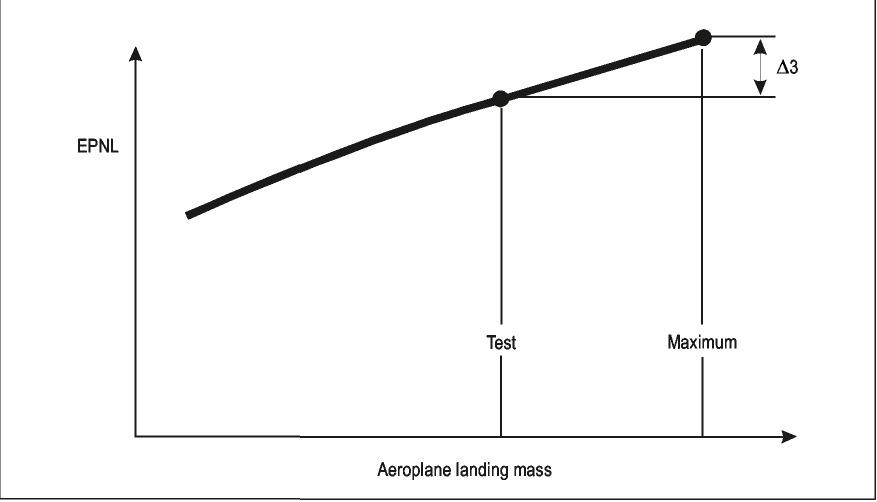 Δ3
EPNL
Test
Maximum
Aeroplane landing mass